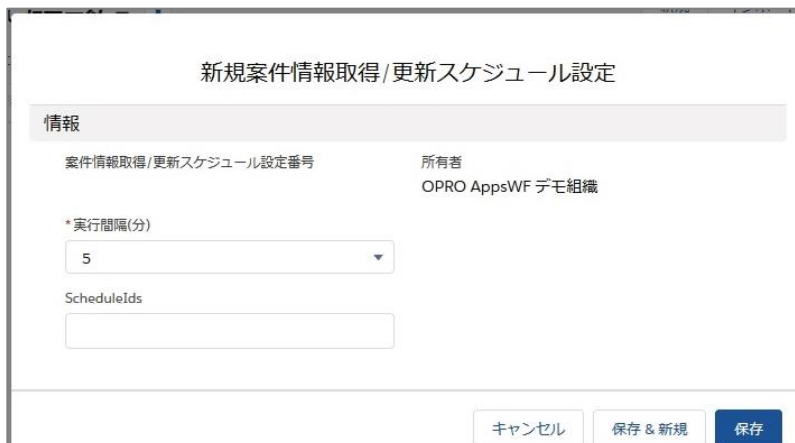 新規案件情報取得/更新スケジュール設定
情報
案件情報取得/更新スケジュール設定番号
所有者
OPRO AppsWF デモ組織
*実行間隔(分)
5
ScheduleIds
キャンセル
保存 & 新規
保存